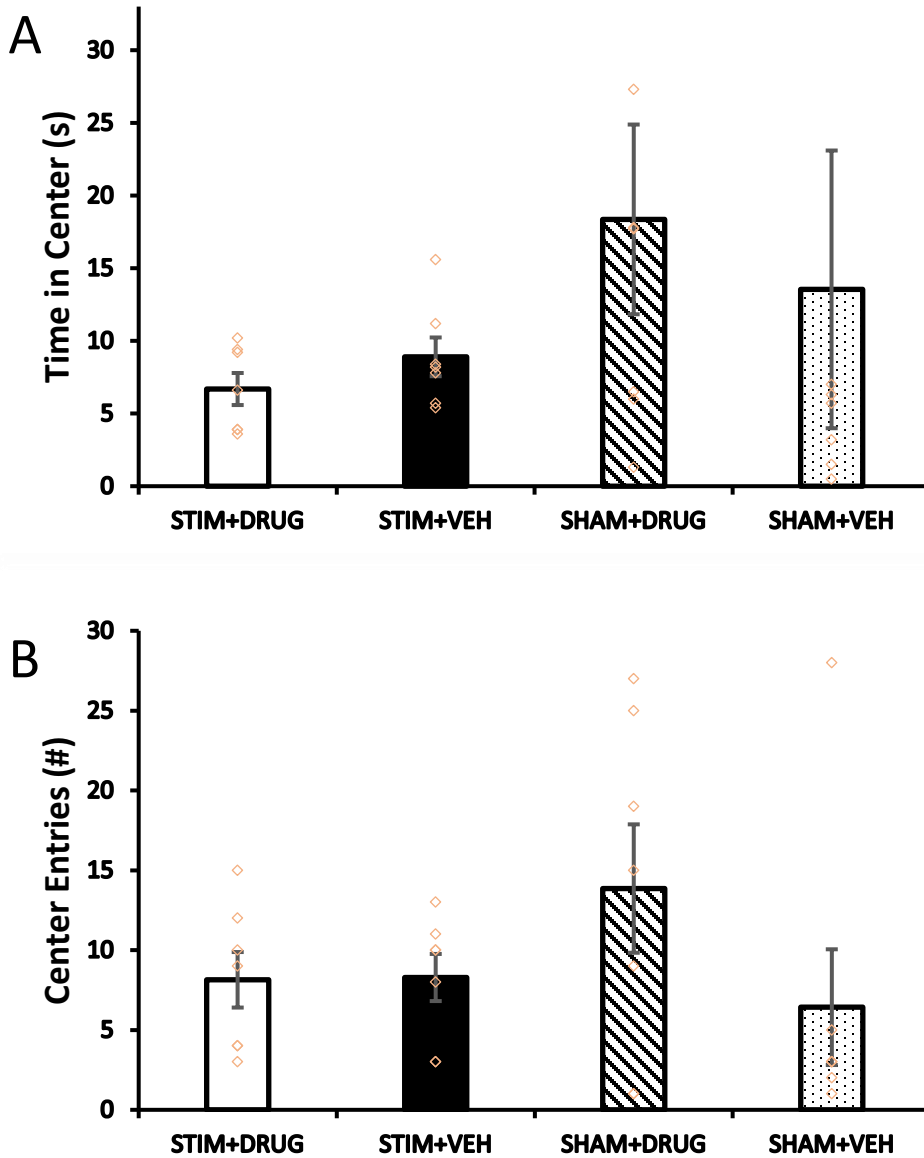 A
Time in Center (s)
30
25
20
15
10
5
0
STIM+DRUG STIM+VEH SHAM+DRUG SHAM+VEH
B
Center Entries (#)
30
25
20
15
10
5
0
STIM+DRUG STIM+VEH SHAM+DRUG SHAM+VEH